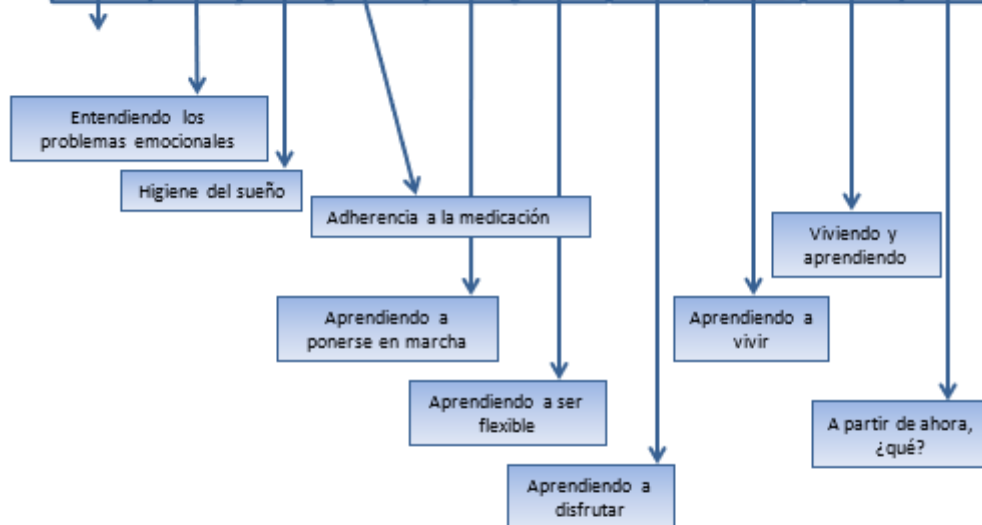 Entendiendo los
problemas emocionales
Higiene del sueño
Adherencia a la medicación
Viviendo y
aprendiendo
Aprendiendo a
ponerse en marcha
Aprendiendo a
vivir
Aprendiendo a ser
flexible
A partir de ahora,
¿qué?
Aprendiendo a
disfrutar